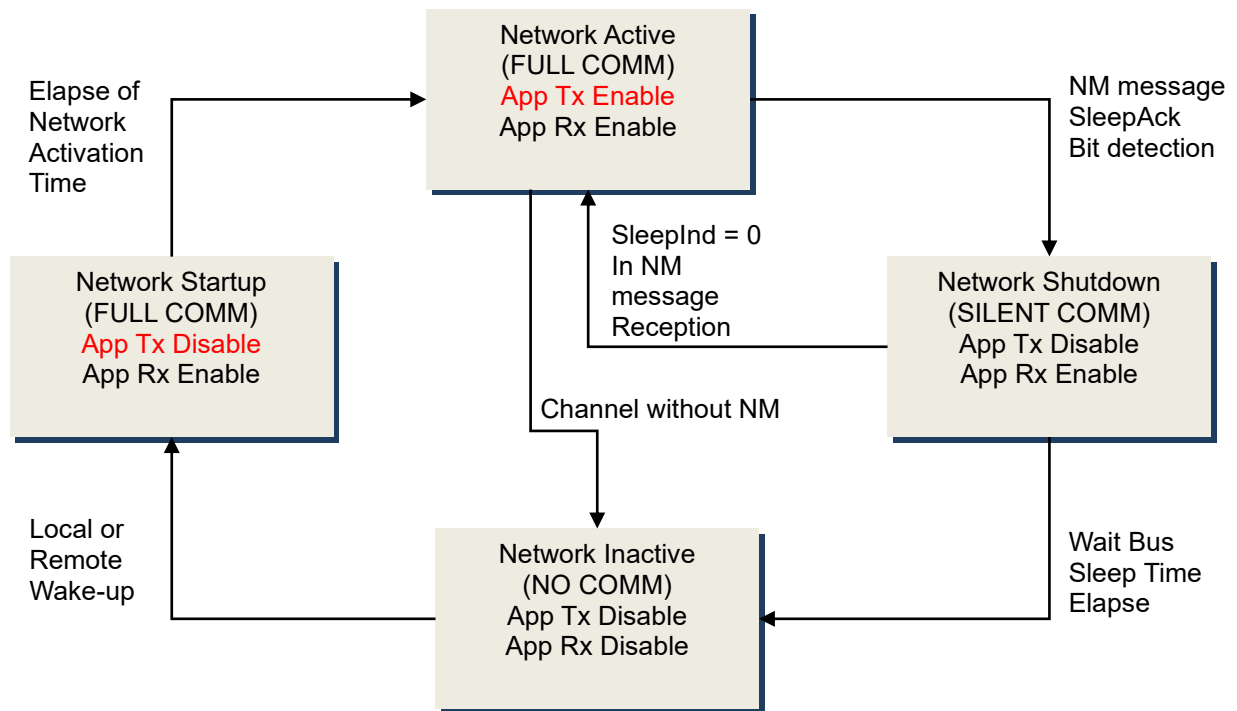 Network Active
(FULL COMM)
App Tx Enable
App Rx Enable
Elapse of
Network
Activation
Time
NM message
SleepAck
Bit detection
SleepInd = 0
In NM
message
Reception
Network Startup
(FULL COMM)
App Tx Disable
App Rx Enable
Network Shutdown
(SILENT COMM)
App Tx Disable
App Rx Enable
Channel without NM
Local or
Remote
Wake-up
Network Inactive
(NO COMM)
App Tx Disable
App Rx Disable
Wait Bus
Sleep Time
Elapse